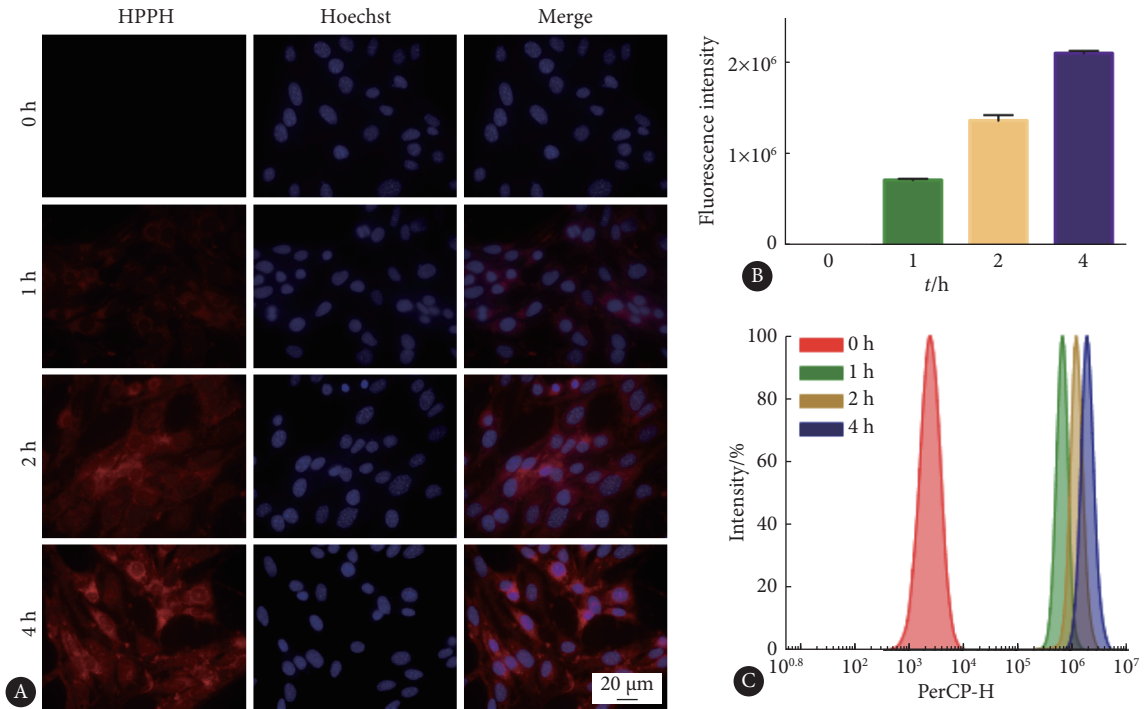 HPPH Hoechst Merge
0 h
1 h
2 h
4 h
20 μm
A
Fluorescence intensity
2×10⁶
1×10⁶
0
0 1 2 4
t/h
B
Intensity/%
100
80
60
40
20
0
0 h
1 h
2 h
4 h
10⁰·⁸ 10² 10³ 10⁴ 10⁵ 10⁶ 10⁷
PerCP-H
C